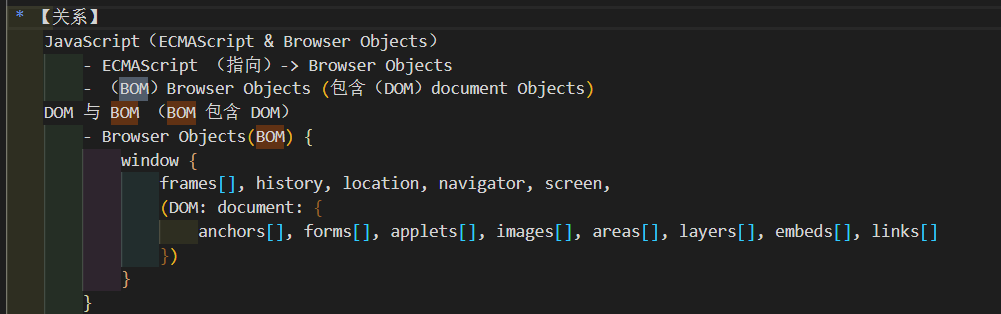 * 【关系】
JavaScript（ECMAScript & Browser Objects）
- ECMAScript （指向）-> Browser Objects
- （BOM）Browser Objects (包含（DOM）document Objects)
DOM 与 BOM （BOM 包含 DOM）
- Browser Objects(BOM) {
window {
frames[], history, location, navigator, screen,
(DOM: document: {
anchors[], forms[], applets[], images[], areas[], layers[], embeds[], links[]
})
}
}